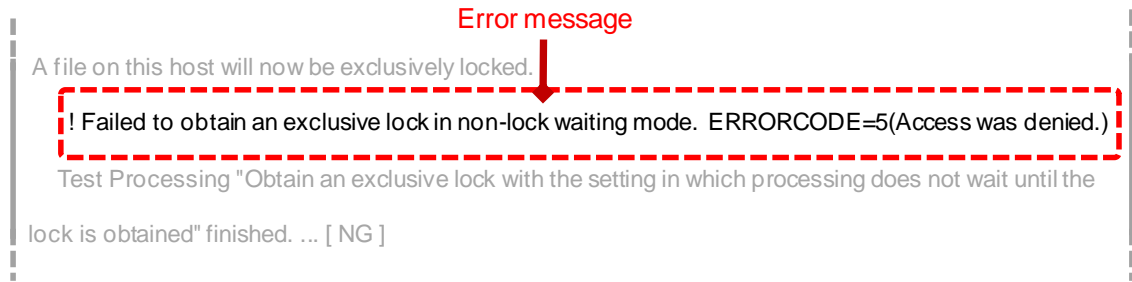 Error message
A file on this host will now be exclusively locked.
! Failed to obtain an exclusive lock in non-lock waiting mode. ERRORCODE=5(Access was denied.)
Test Processing "Obtain an exclusive lock with the setting in which processing does not wait until the
lock is obtained" finished. ... [ NG ]